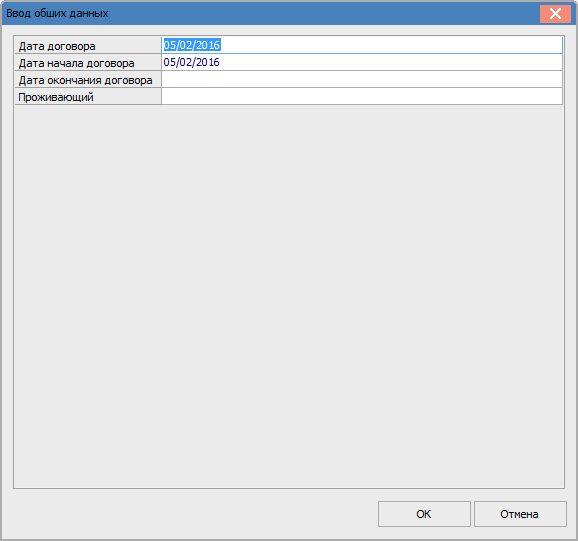 Ввод обших данных
Дата договора 05/02/2016
Дата начала договора 05/02/2016
Дата окончания договора
Проживающий
OK Отмена